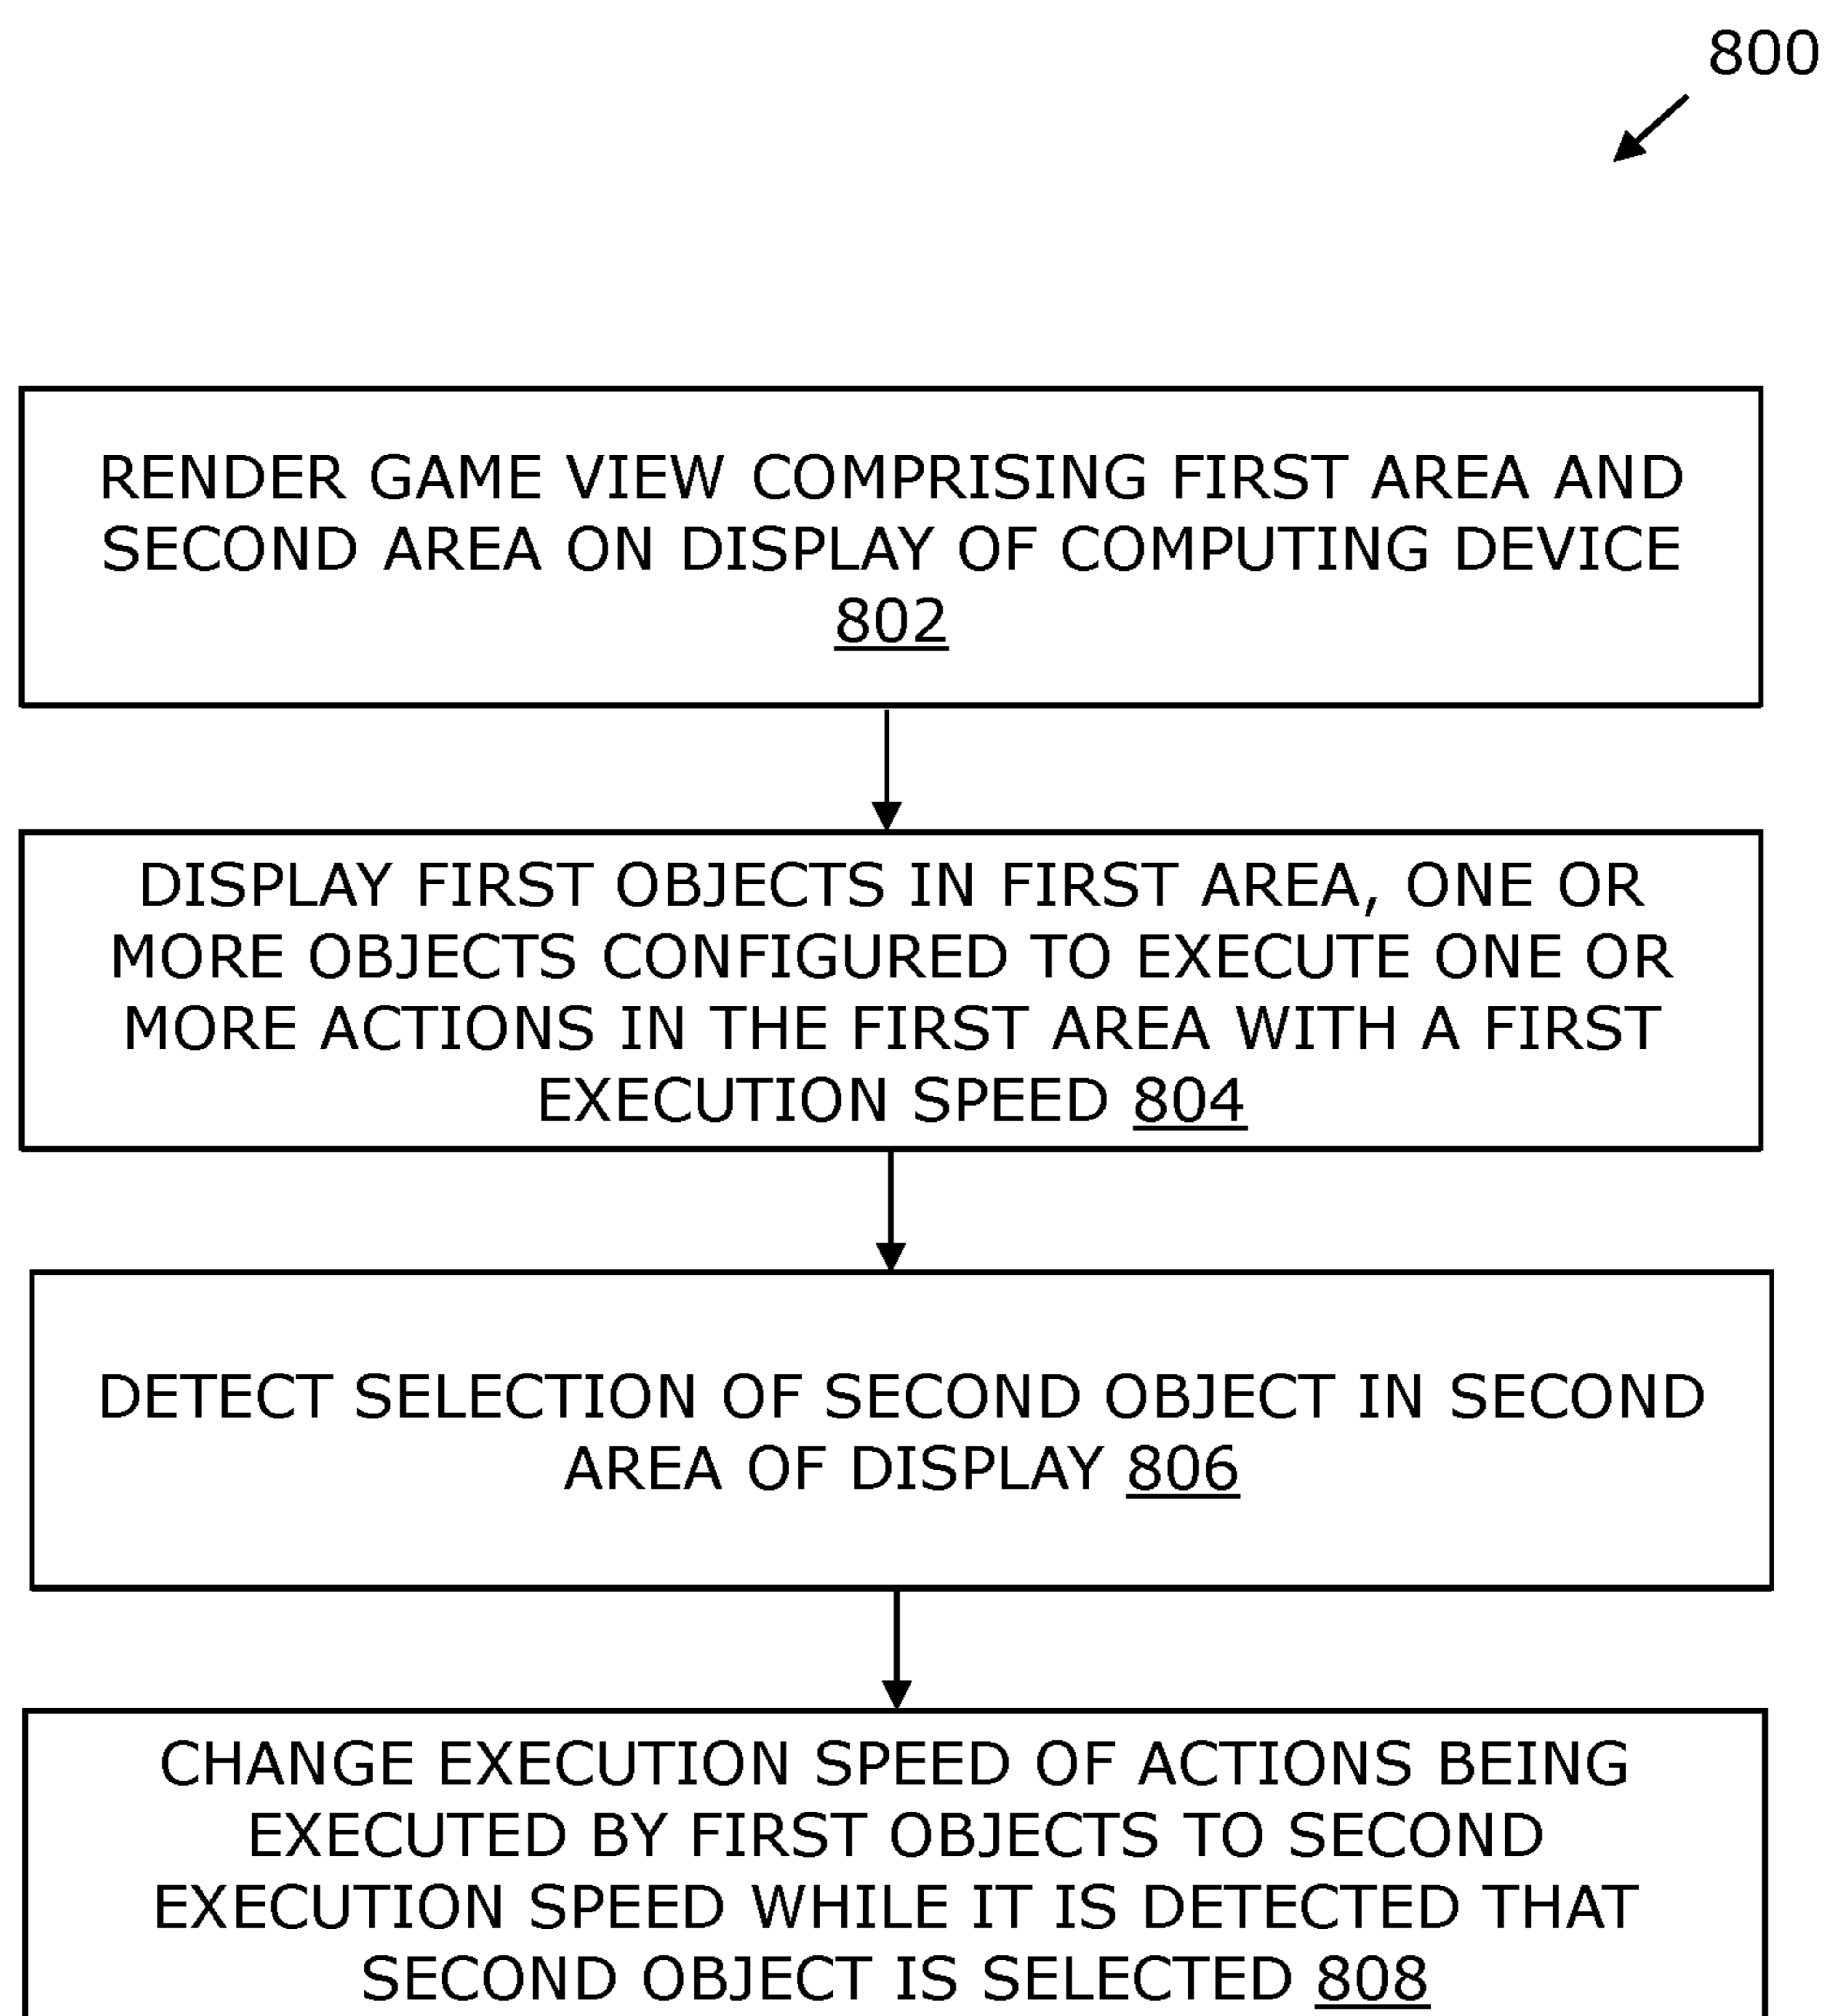 800
RENDER GAME VIEW COMPRISING FIRST AREA AND
SECOND AREA ON DISPLAY OF COMPUTING DEVICE
802
DISPLAY FIRST OBJECTS IN FIRST AREA, ONE OR
MORE OBJECTS CONFIGURED TO EXECUTE ONE OR
MORE ACTIONS IN THE FIRST AREA WITH A FIRST
EXECUTION SPEED 804
DETECT SELECTION OF SECOND OBJECT IN SECOND
AREA OF DISPLAY 806
CHANGE EXECUTION SPEED OF ACTIONS BEING
EXECUTED BY FIRST OBJECTS TO SECOND
EXECUTION SPEED WHILE IT IS DETECTED THAT
SECOND OBJECT IS SELECTED 808